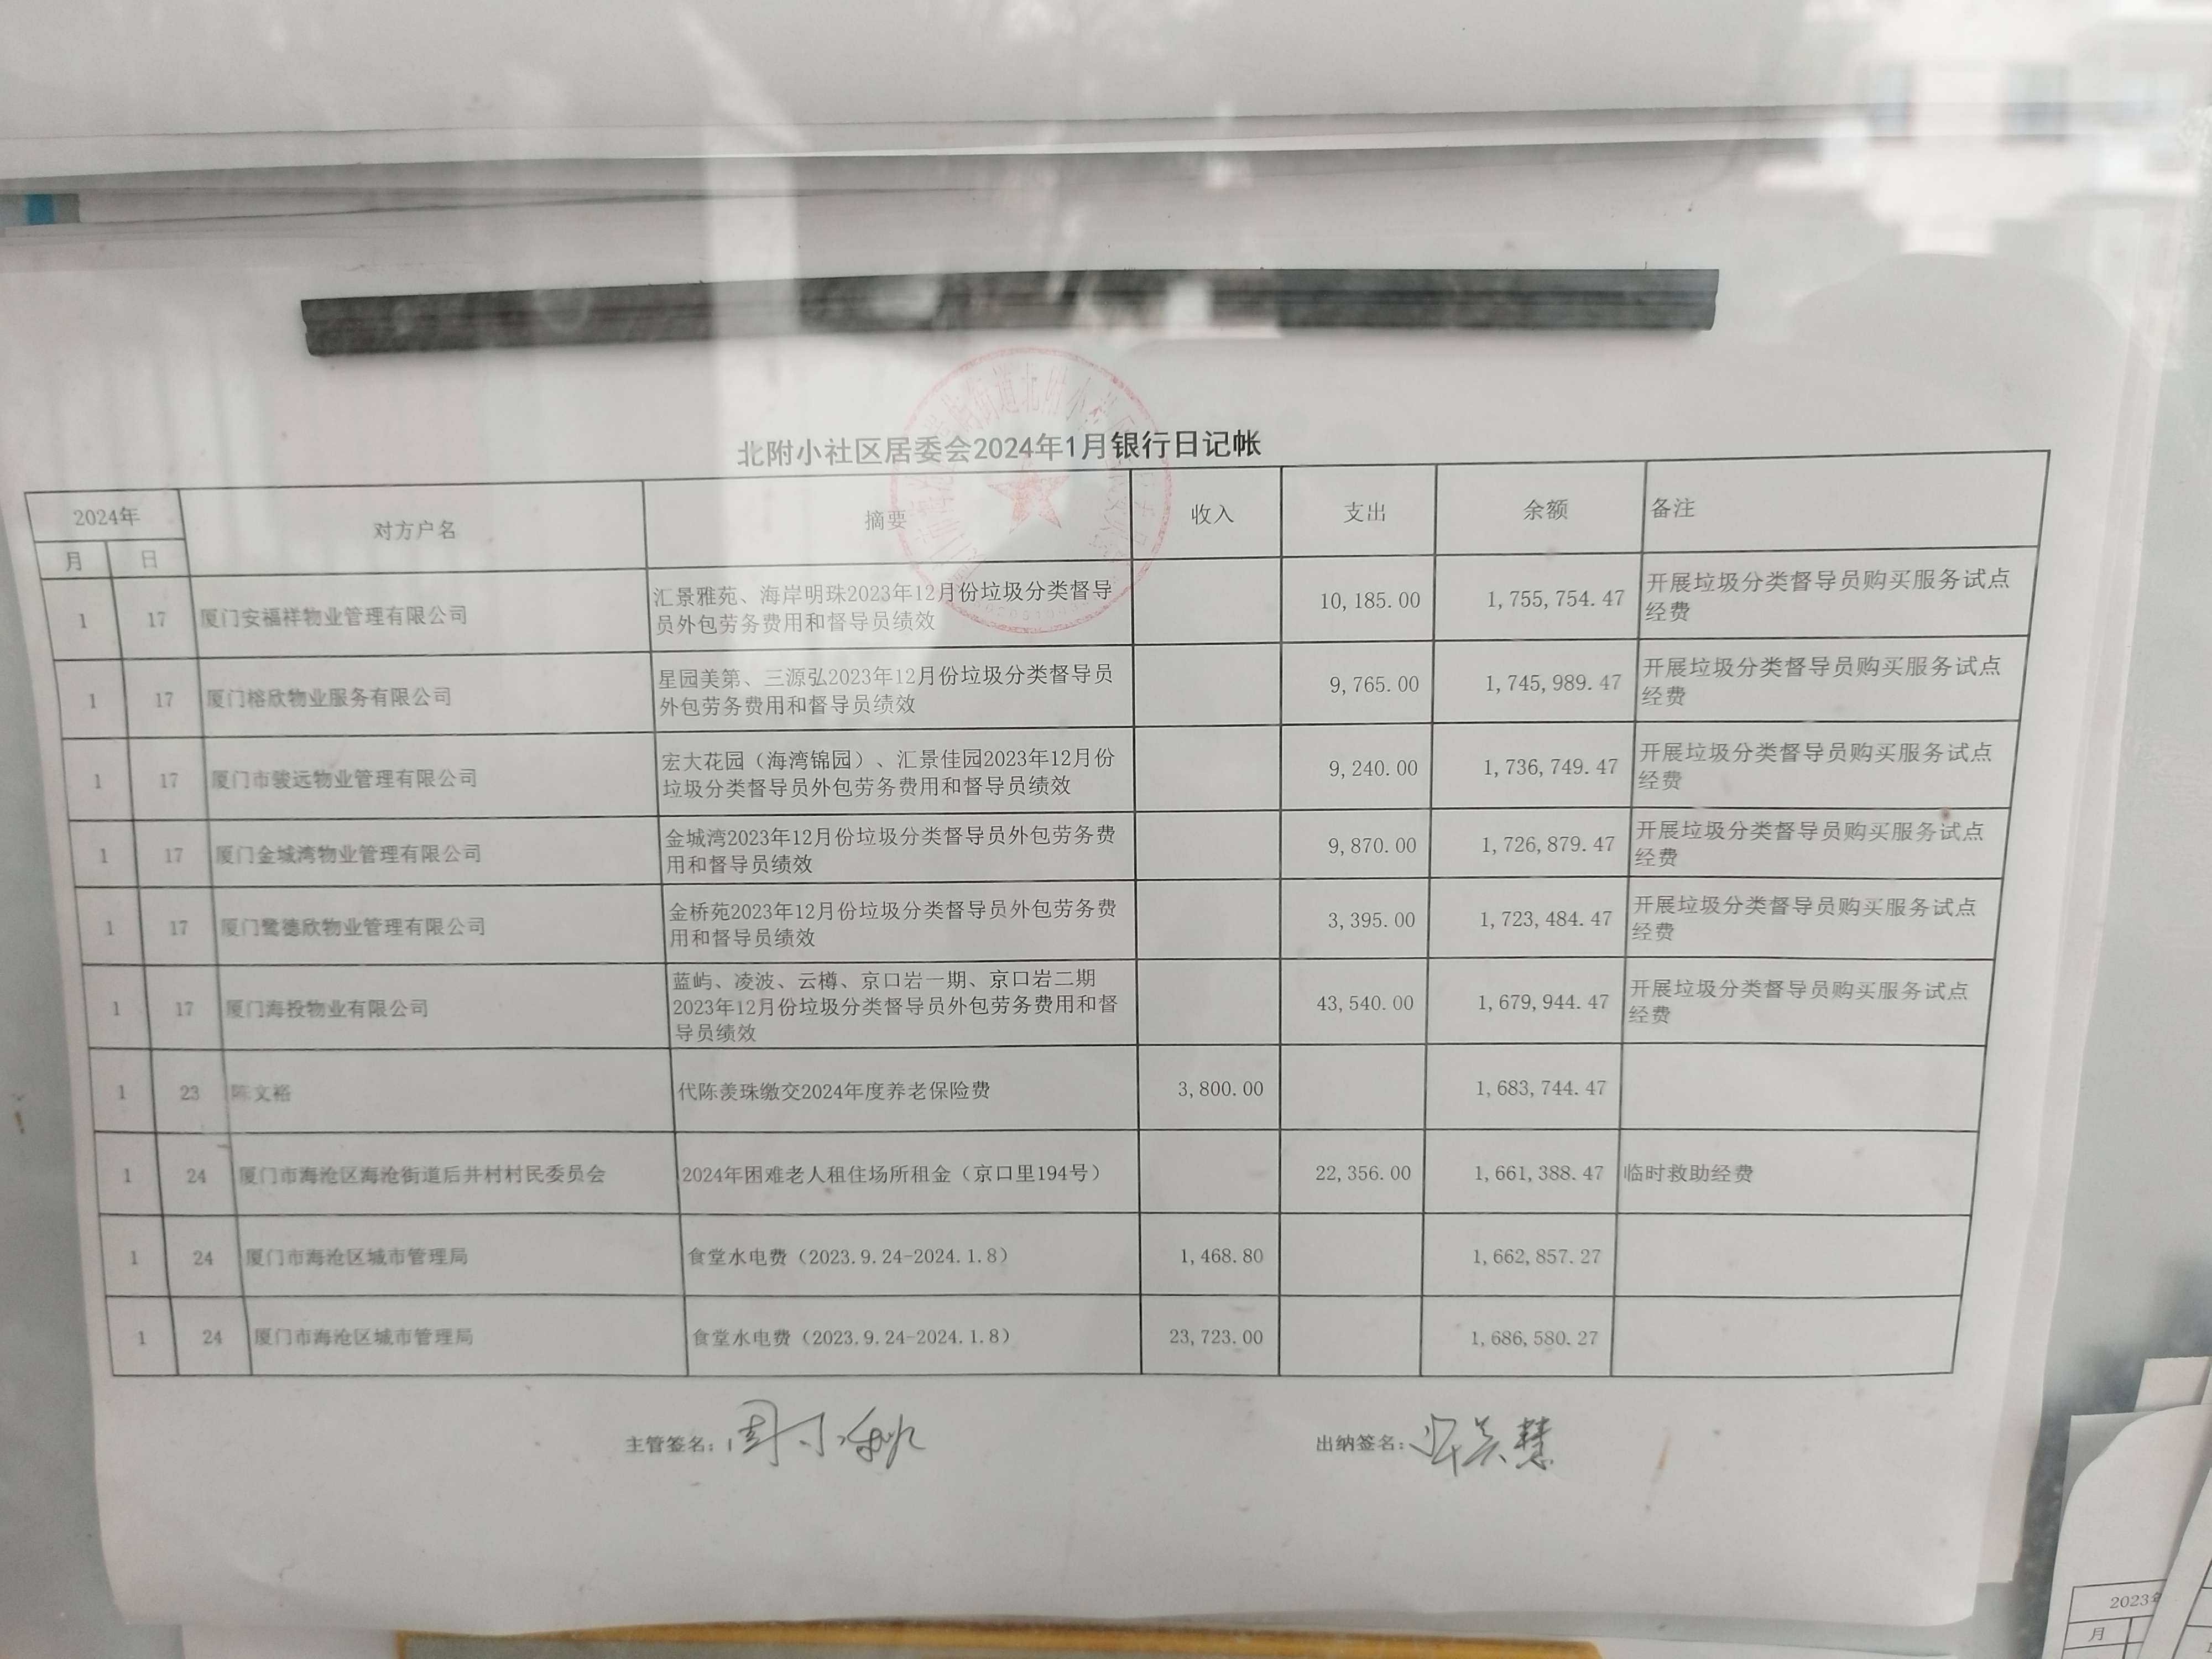 北附小社区居委会2024年1月银行日记帐
2024年 对方户名 摘要 收入 支出 余额 备注
月 日
1 17 厦门安福祥物业管理有限公司 汇景雅苑、海岸明珠2023年12月份垃圾分类督导 10,185.00 1,755,754.47 开展垃圾分类督导员购买服务试点
员外包劳务费用和督导员绩效 经费
1 17 厦门榕欣物业服务有限公司 星园美第、三源弘2023年12月份垃圾分类督导员 9,765.00 1,745,989.47 开展垃圾分类督导员购买服务试点
外包劳务费用和督导员绩效 经费
1 17 厦门市骏远物业管理有限公司 宏大花园（海湾锦园）、汇景佳园2023年12月份 9,240.00 1,736,749.47 开展垃圾分类督导员购买服务试点
垃圾分类督导员外包劳务费用和督导员绩效 经费
1 17 厦门金城湾物业管理有限公司 金城湾2023年12月份垃圾分类督导员外包劳务费 9,870.00 1,726,879.47 开展垃圾分类督导员购买服务试点
用和督导员绩效 经费
1 17 厦门鹭德欣物业管理有限公司 金桥苑2023年12月份垃圾分类督导员外包劳务费 3,395.00 1,723,484.47 开展垃圾分类督导员购买服务试点
用和督导员绩效 经费
1 17 厦门海投物业有限公司 蓝屿、凌波、云樽、京口岩一期、京口岩二期 43,540.00 1,679,944.47 开展垃圾分类督导员购买服务试点
2023年12月份垃圾分类督导员外包劳务费用和督 经费
导员绩效
1 23 陈文裕 代陈羡珠缴交2024年度养老保险费 3,800.00 1,683,744.47
1 24 厦门市海沧区海沧街道后井村村民委员会 2024年困难老人租住场所租金（京口里194号） 22,356.00 1,661,388.47 临时救助经费
1 24 厦门市海沧区城市管理局 食堂水电费（2023.9.24-2024.1.8） 1,468.80 1,662,857.27
1 24 厦门市海沧区城市管理局 食堂水电费（2023.9.24-2024.1.8） 23,723.00 1,686,580.27
主管签名： 出纳签名：
2023年
月